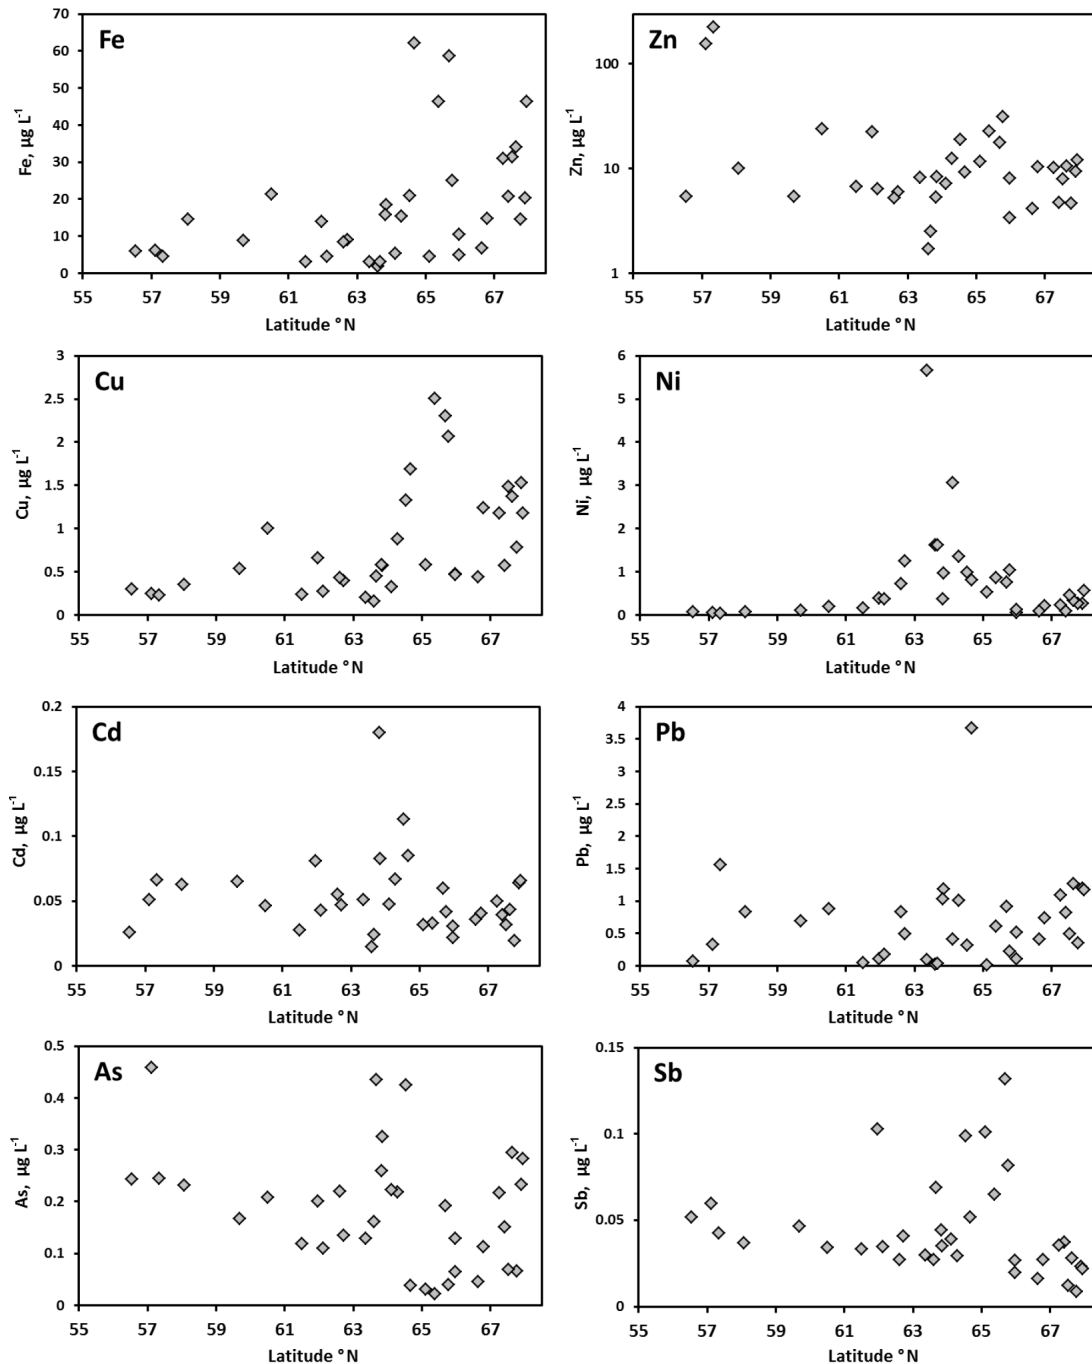 Fe
Fe, µg L-1
70
60
50
40
30
20
10
0
55 57 59 61 63 65 67
Latitude °N
Zn
Zn, µg L-1
100
10
1
55 57 59 61 63 65 67
Latitude °N
Cu
Cu, µg L-1
3
2.5
2
1.5
1
0.5
0
55 57 59 61 63 65 67
Latitude °N
Ni
Ni, µg L-1
6
5
4
3
2
1
0
55 57 59 61 63 65 67
Latitude °N
Cd
Cd, µg L-1
0.2
0.15
0.1
0.05
0
55 57 59 61 63 65 67
Latitude °N
Pb
Pb, µg L-1
4
3.5
3
2.5
2
1.5
1
0.5
0
55 57 59 61 63 65 67
Latitude °N
As
As, µg L-1
0.5
0.4
0.3
0.2
0.1
0
55 57 59 61 63 65 67
Latitude °N
Sb
Sb, µg L-1
0.15
0.1
0.05
0
55 57 59 61 63 65 67
Latitude °N